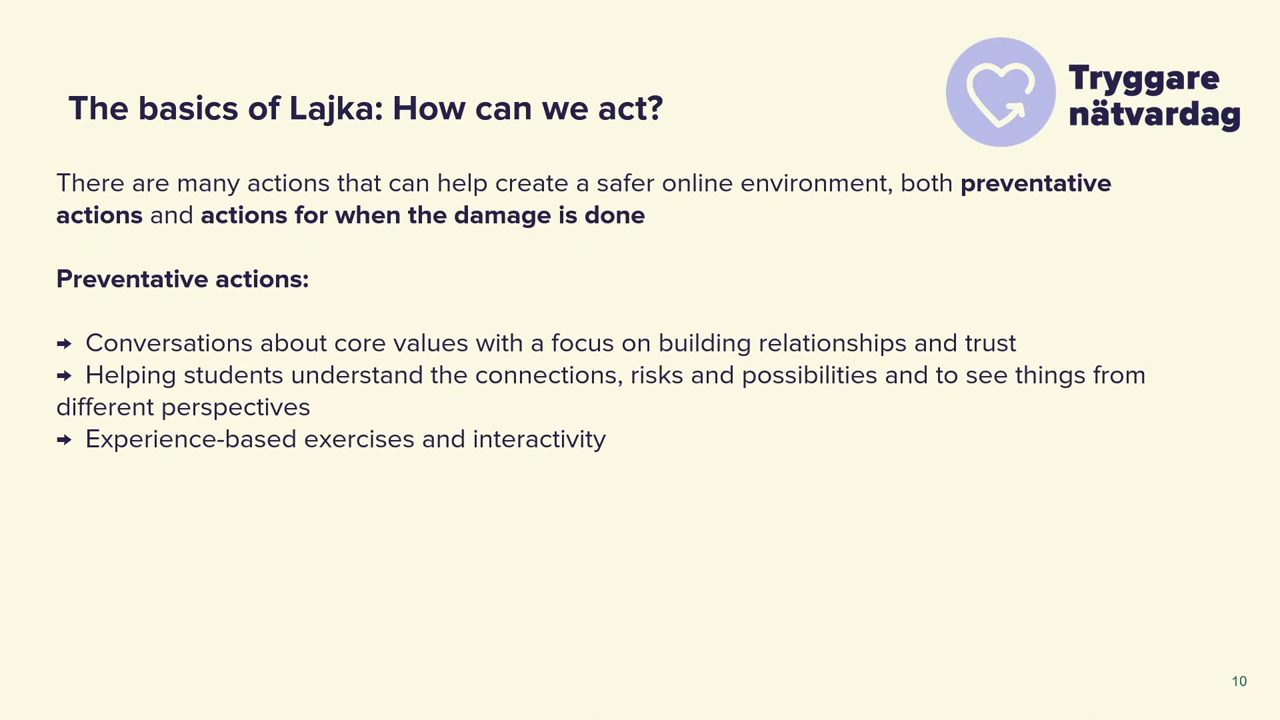 The basics of Lajka: How can we act?
Tryggare
nätvardag
There are many actions that can help create a safer online environment, both preventative
actions and actions for when the damage is done
Preventative actions:
➡ Conversations about core values with a focus on building relationships and trust
➡ Helping students understand the connections, risks and possibilities and to see things from
different perspectives
➡ Experience-based exercises and interactivity
10